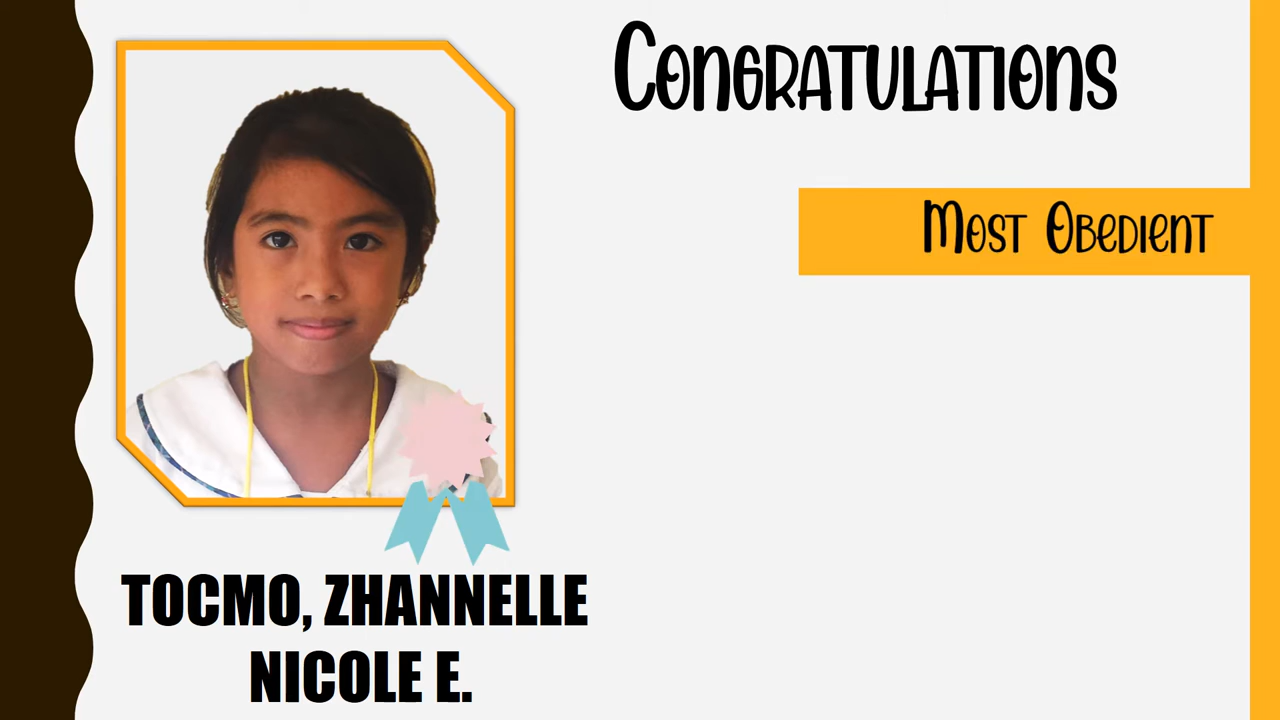 Congratulations
Most Obedient
TOCMO, ZHANNELLE
NICOLE E.